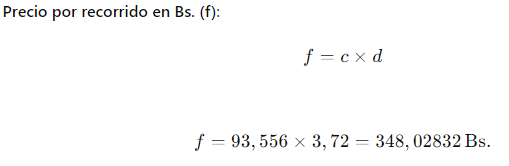 Precio por recorrido en Bs. (f):
f = c × d
f = 93, 556 × 3, 72 = 348, 02832 Bs.